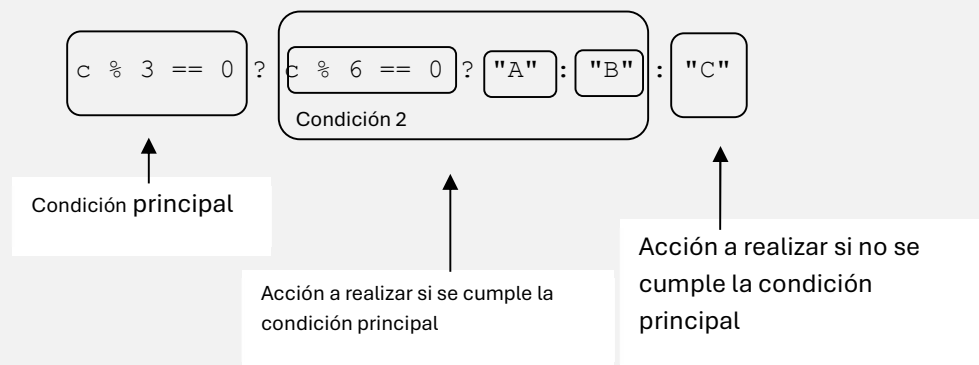 c % 3 == 0 ? c % 6 == 0 ? "A" : "B" : "C"
Condición 2
Condición principal
Acción a realizar si se cumple la
condición principal
Acción a realizar si no se
cumple la condición
principal